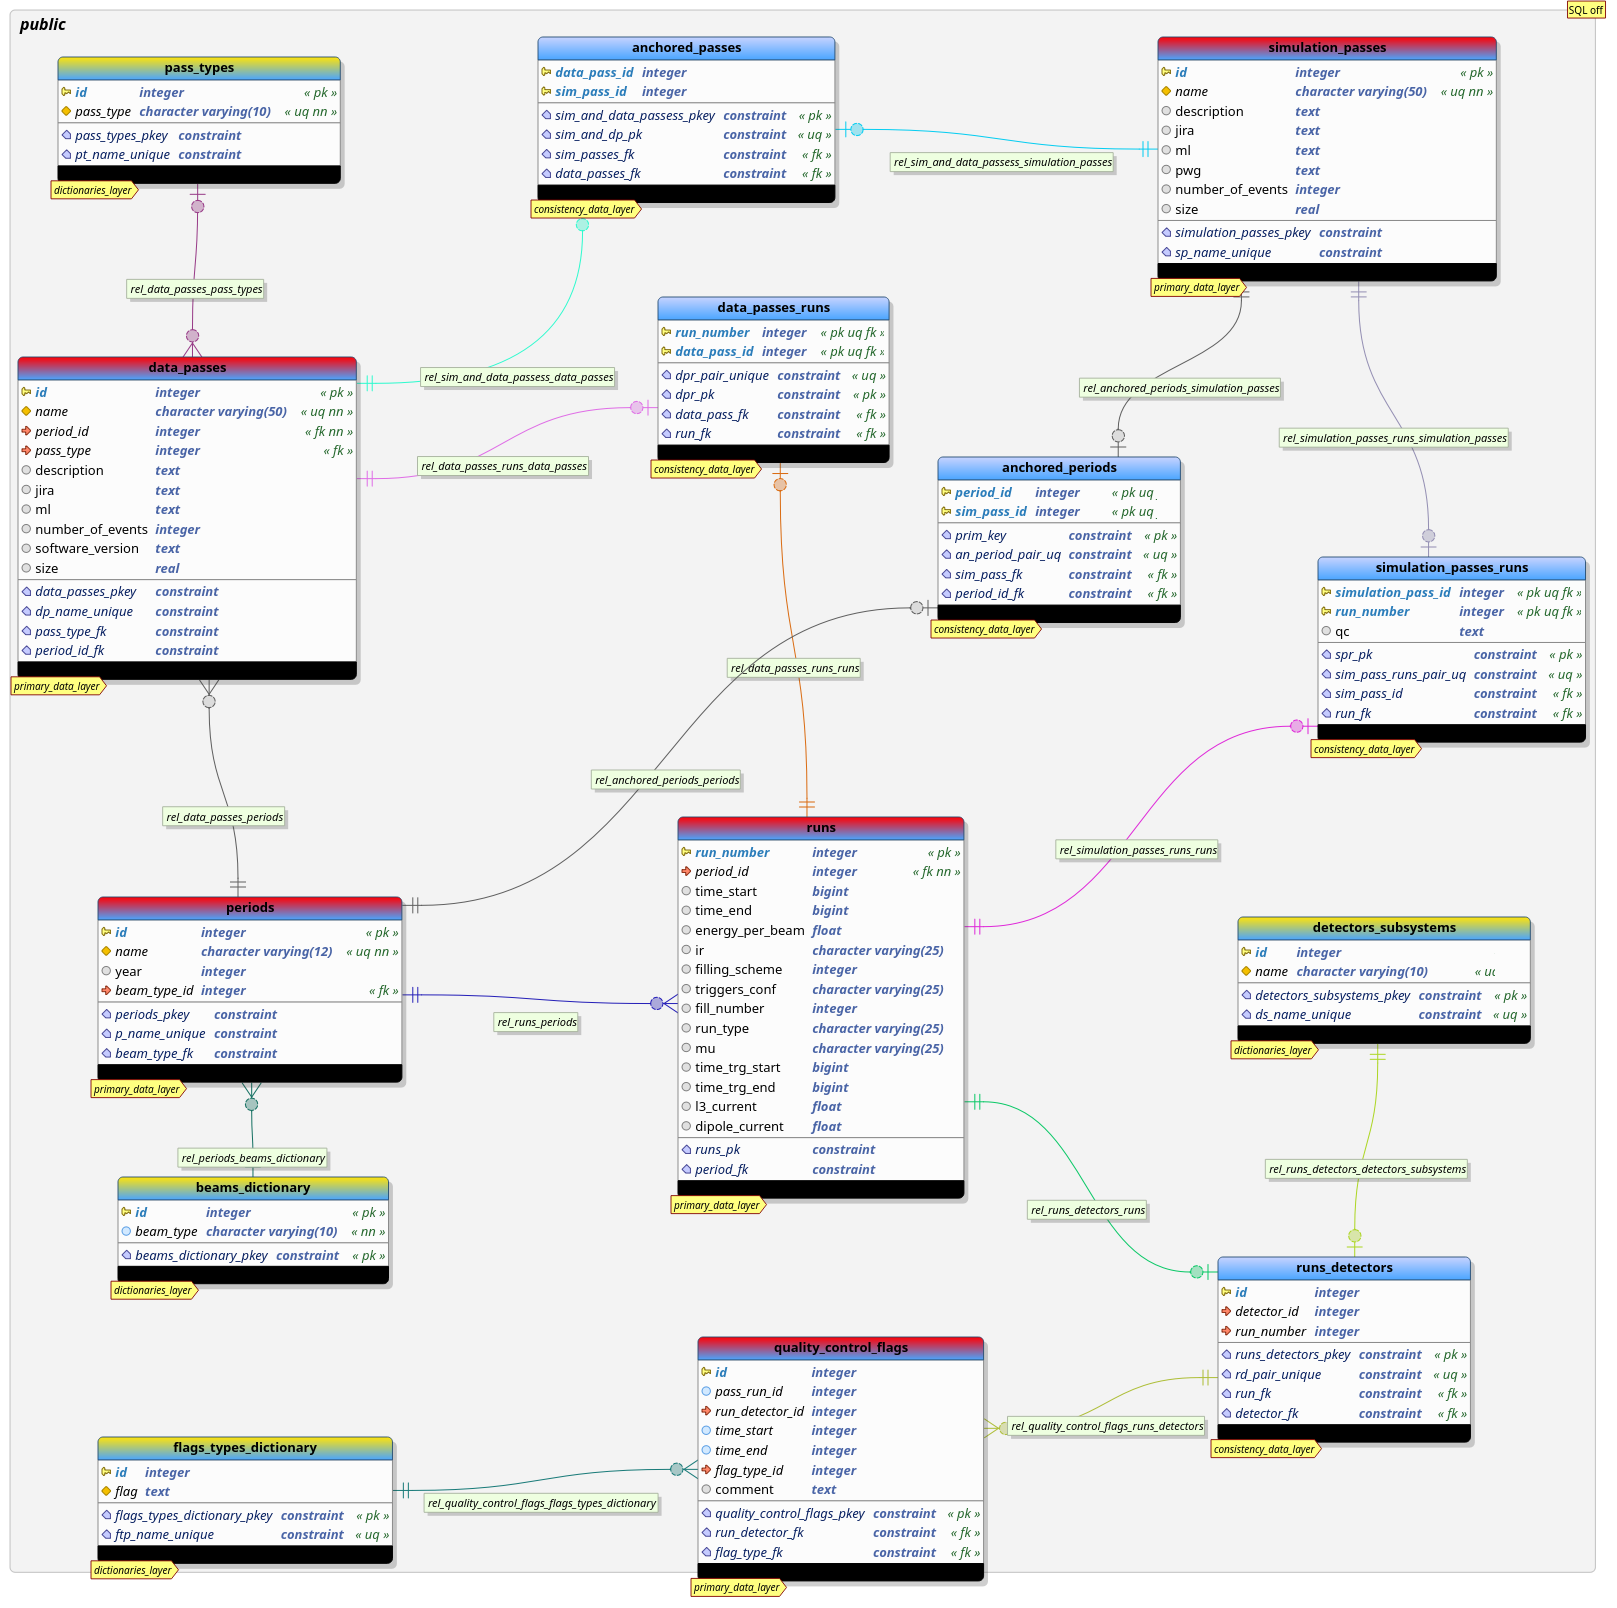 public
SQL off
pass_types
id integer « pk »
pass_type character varying(10) « uq nn »
pass_types_pkey constraint
pt_name_unique constraint
dictionaries_layer
anchored_passes
data_pass_id integer
sim_pass_id integer
sim_and_data_passess_pkey constraint « pk »
sim_and_dp_pk constraint « uq »
sim_passes_fk constraint « fk »
data_passes_fk constraint « fk »
consistency_data_layer
simulation_passes
id integer « pk »
name character varying(50) « uq nn »
description text
jira text
ml text
pwg text
number_of_events integer
size real
simulation_passes_pkey constraint
sp_name_unique constraint
primary_data_layer
rel_sim_and_data_passess_simulation_passes
rel_data_passes_pass_types
data_passes_runs
run_number integer « pk uq fk »
data_pass_id integer « pk uq fk »
dpr_pair_unique constraint « uq »
dpr_pk constraint « pk »
data_pass_fk constraint « fk »
run_fk constraint « fk »
consistency_data_layer
data_passes
id integer « pk »
name character varying(50) « uq nn »
period_id integer « fk nn »
pass_type integer « fk »
description text
jira text
ml text
number_of_events integer
software_version text
size real
data_passes_pkey constraint
dp_name_unique constraint
pass_type_fk constraint
period_id_fk constraint
primary_data_layer
rel_sim_and_data_passess_data_passes
rel_data_passes_runs_data_passes
rel_anchored_periods_simulation_passes
rel_simulation_passes_runs_simulation_passes
anchored_periods
period_id integer « pk uq
sim_pass_id integer « pk uq
prim_key constraint « pk »
an_period_pair_uq constraint « uq »
sim_pass_fk constraint « fk »
period_id_fk constraint « fk »
consistency_data_layer
simulation_passes_runs
simulation_pass_id integer « pk uq fk »
run_number integer « pk uq fk »
qc text
spr_pk constraint « pk »
sim_pass_runs_pair_uq constraint « uq »
sim_pass_id constraint « fk »
run_fk constraint « fk »
consistency_data_layer
rel_data_passes_runs_runs
rel_anchored_periods_periods
rel_data_passes_periods
rel_simulation_passes_runs_runs
runs
run_number integer « pk »
period_id integer « fk nn »
time_start bigint
time_end bigint
energy_per_beam float
ir character varying(25)
filling_scheme integer
triggers_conf character varying(25)
fill_number integer
run_type character varying(25)
mu character varying(25)
time_trg_start bigint
time_trg_end bigint
l3_current float
dipole_current float
runs_pk constraint
period_fk constraint
primary_data_layer
periods
id integer « pk »
name character varying(12) « uq nn »
year integer
beam_type_id integer « fk »
periods_pkey constraint
p_name_unique constraint
beam_type_fk constraint
primary_data_layer
rel_runs_periods
detectors_subsystems
id integer
name character varying(10)
detectors_subsystems_pkey constraint « pk »
ds_name_unique constraint « uq »
dictionaries_layer
rel_periods_beams_dictionary
rel_runs_detectors_detectors_subsystems
rel_runs_detectors_runs
beams_dictionary
id integer « pk »
beam_type character varying(10) « nn »
beams_dictionary_pkey constraint « pk »
dictionaries_layer
runs_detectors
id integer
detector_id integer
run_number integer
runs_detectors_pkey constraint « pk »
rd_pair_unique constraint « uq »
run_fk constraint « fk »
detector_fk constraint « fk »
consistency_data_layer
quality_control_flags
id integer
pass_run_id integer
run_detector_id integer
time_start integer
time_end integer
flag_type_id integer
comment text
quality_control_flags_pkey constraint « pk »
run_detector_fk constraint « fk »
flag_type_fk constraint « fk »
primary_data_layer
rel_quality_control_flags_runs_detectors
flags_types_dictionary
id integer
flag text
flags_types_dictionary_pkey constraint « pk »
ftp_name_unique constraint « uq »
dictionaries_layer
rel_quality_control_flags_flags_types_dictionary